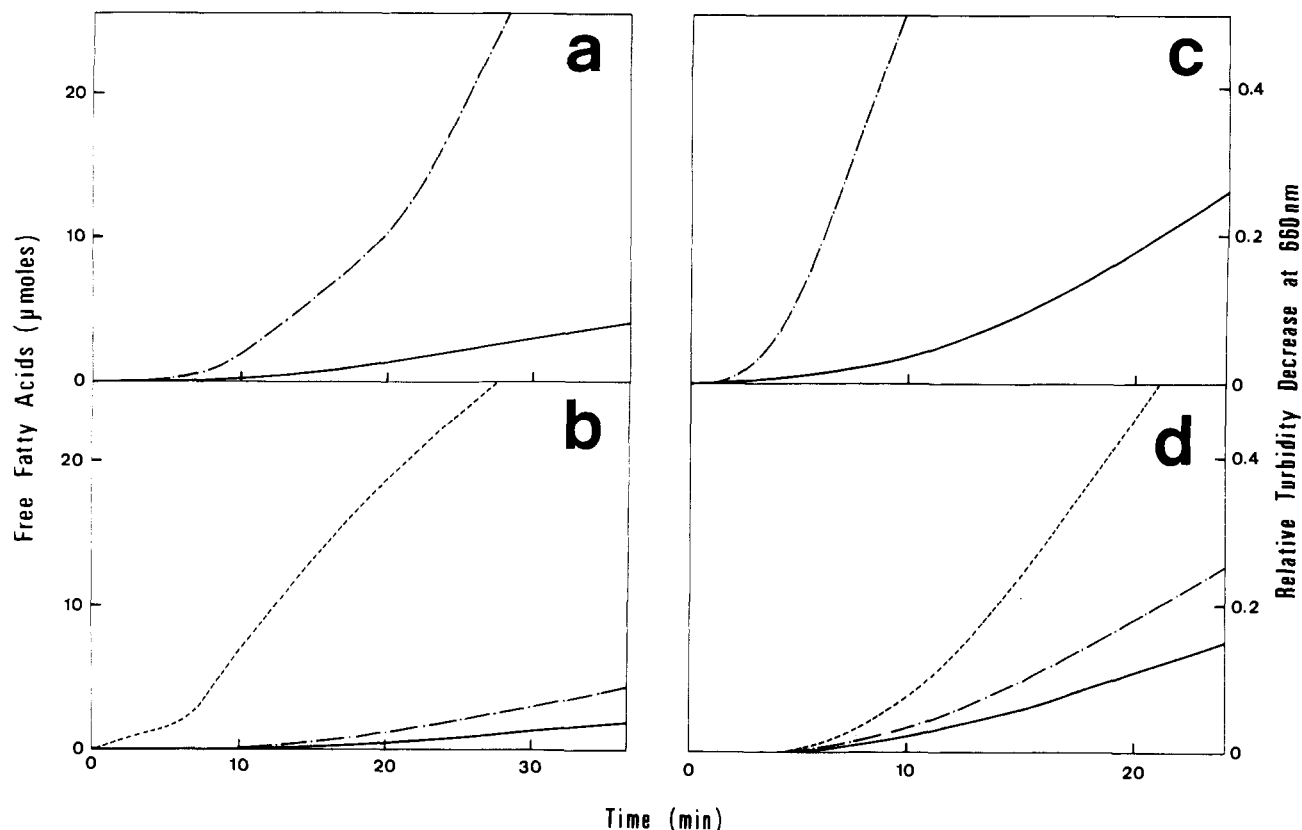 a
c
20
10
0
0.4
0.2
0
b
d
20
10
0
0.4
0.2
0
0 10 20 30
0 10 20
Free Fatty Acids (μmoles)
Relative Turbidity Decrease at 660nm
Time (min)